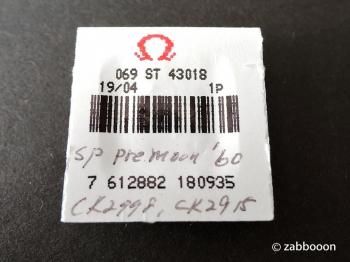 069 ST 43018
19/04 1P
sp premoon '60
7 612882 180935
CK2998, CK2915
© zabbooon